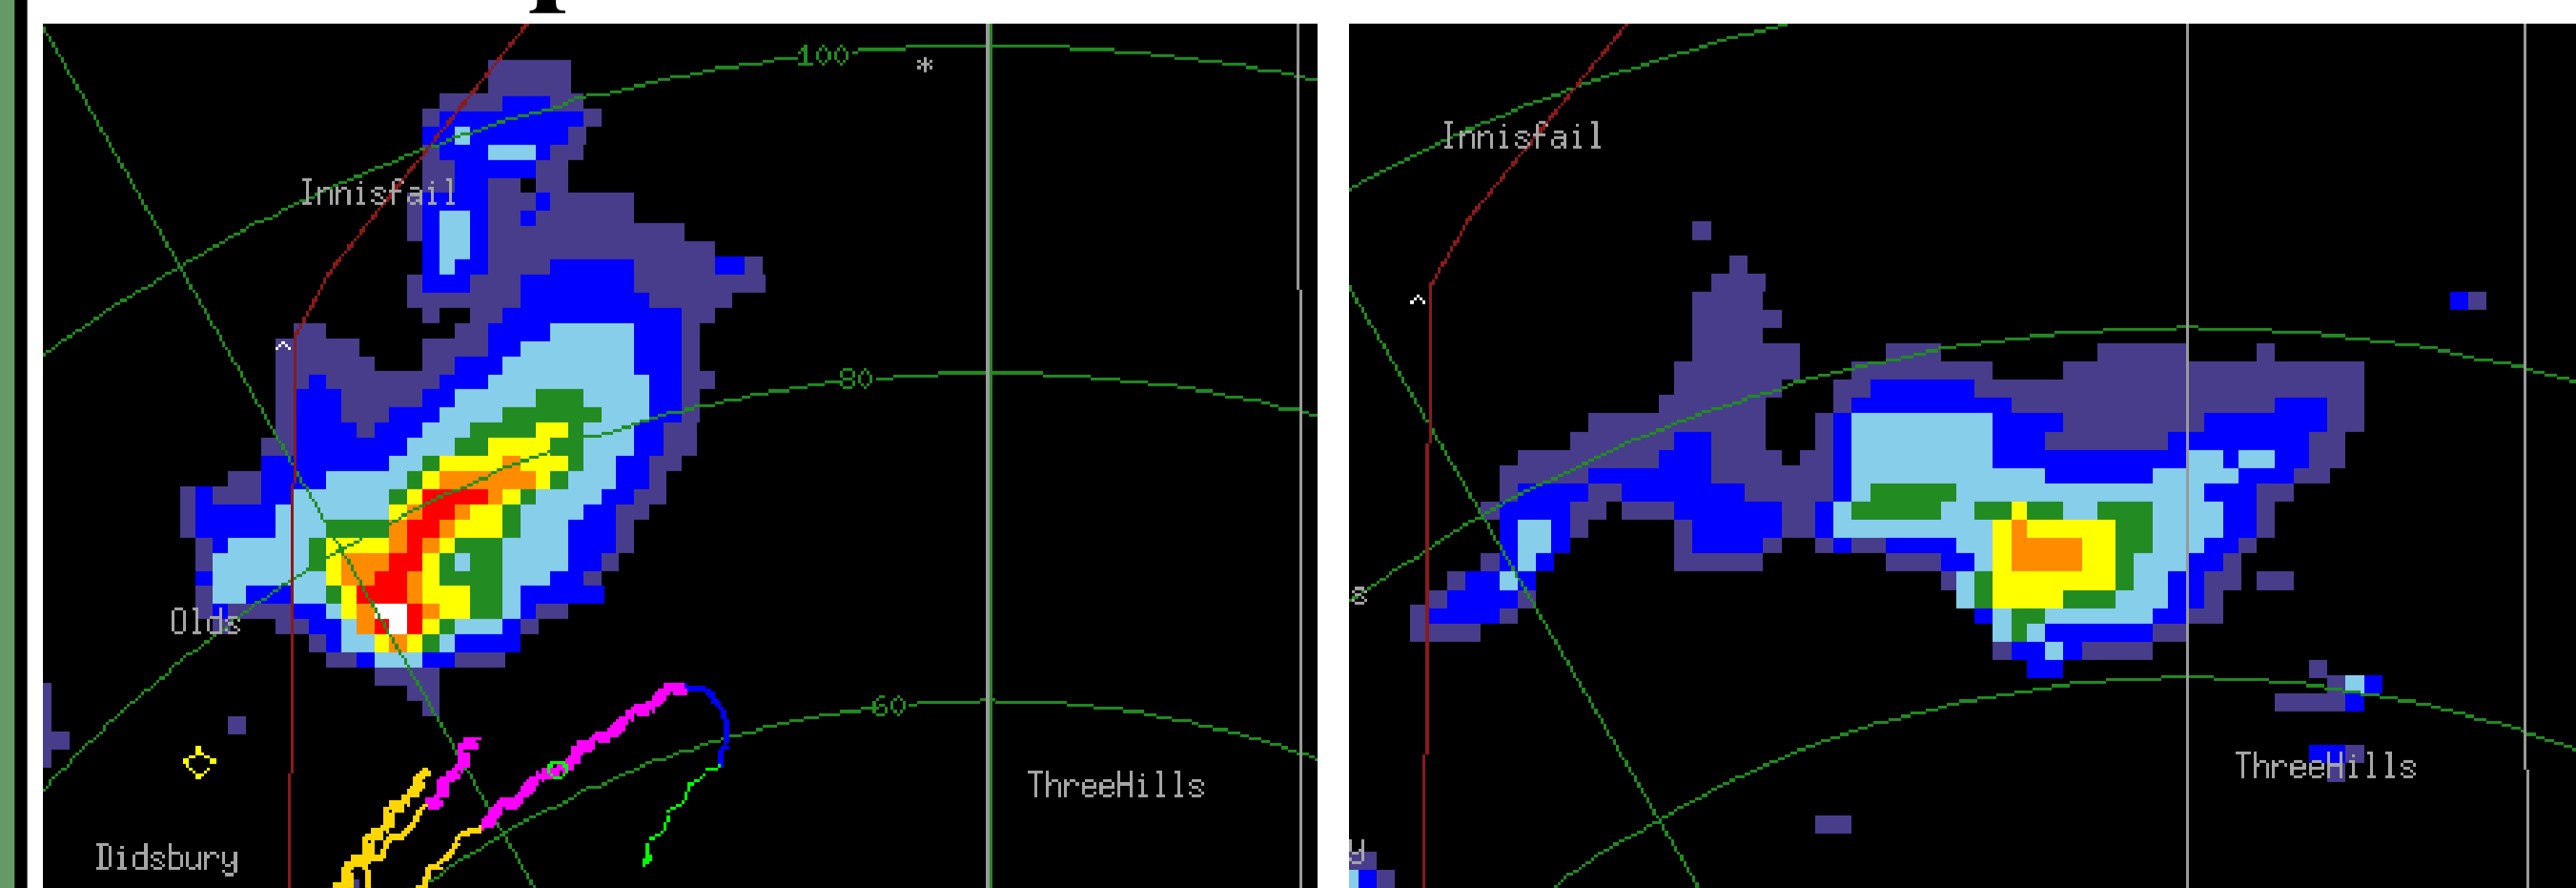 100
*
Innisfail
^
80
Olds
60
ThreeHills
Didsbury
Innisfail
^
s
ThreeHills
y